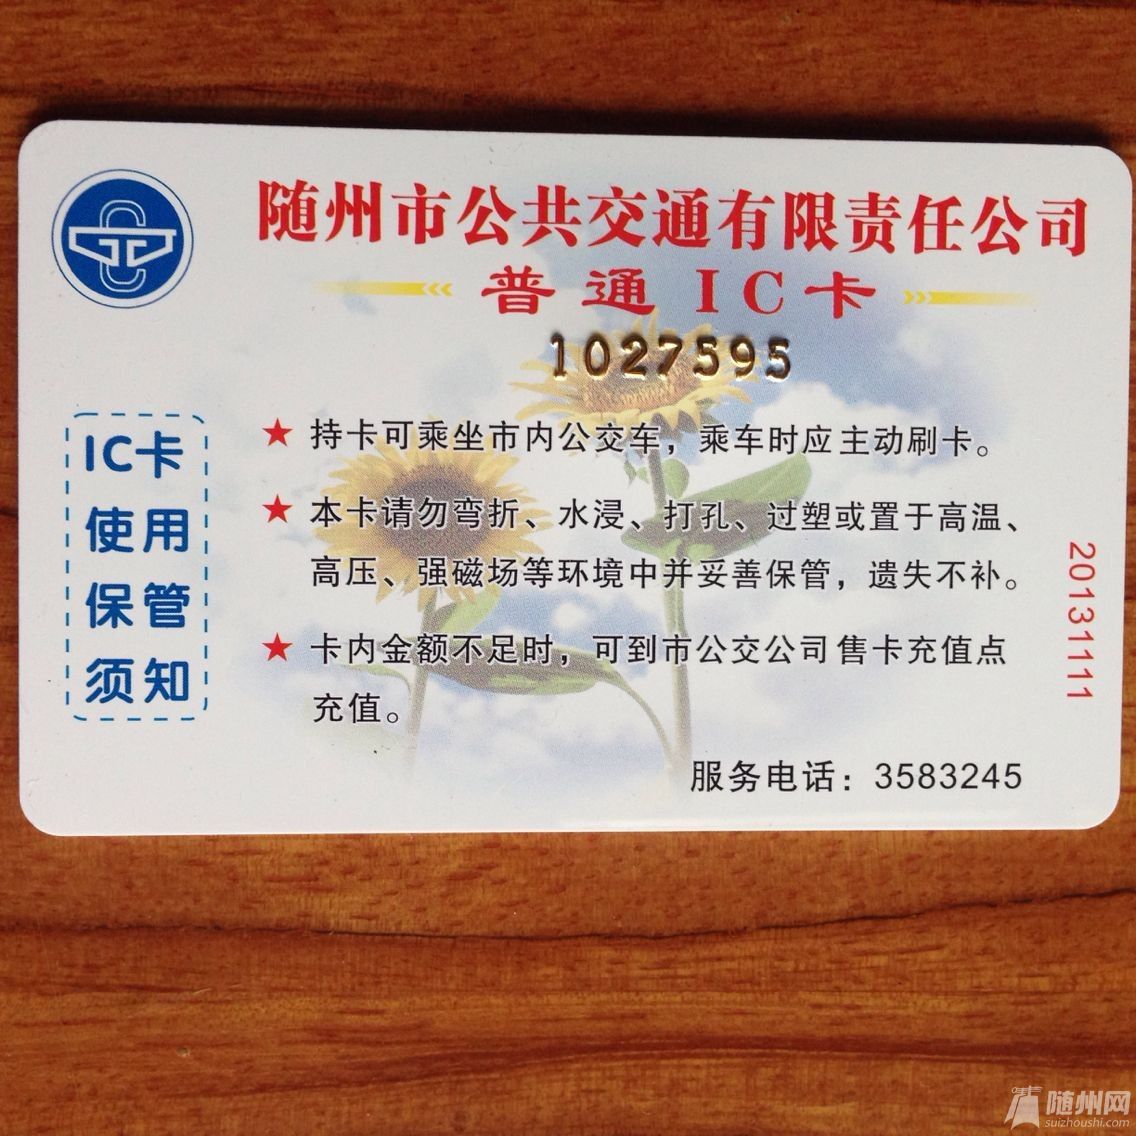 随州市公共交通有限责任公司
普通IC卡
1027595
IC卡
使用
保管
须知
★ 持卡可乘坐市内公交车，乘车时应主动刷卡。
★ 本卡请勿弯折、水浸、打孔、过塑或置于高温、
高压、强磁场等环境中并妥善保管，遗失不补。
★ 卡内金额不足时，可到市公交公司售卡充值点
充值。
20131111
服务电话：3583245
随州网
suizhoushi.com